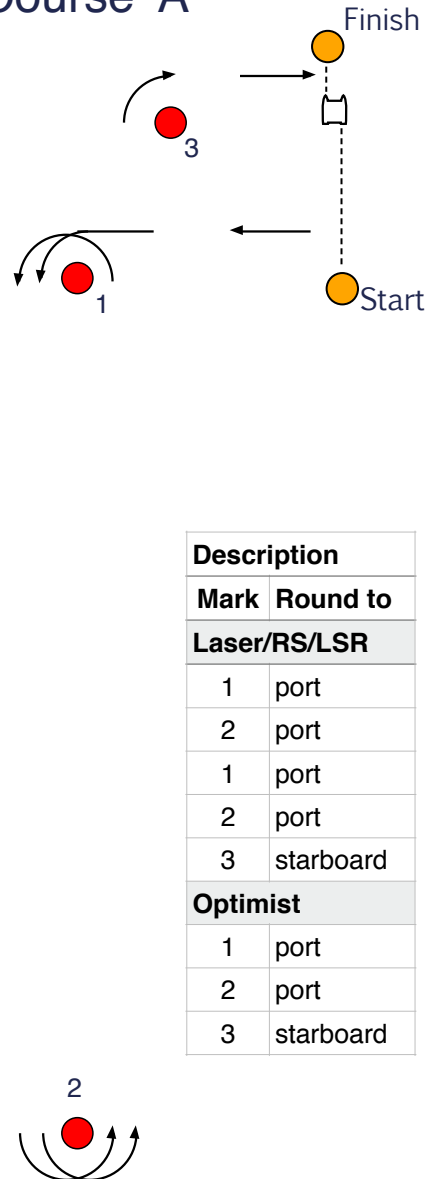 Course A
Finish
3
1
Start
Description
Mark Round to
Laser/RS/LSR
1 port
2 port
1 port
2 port
3 starboard
Optimist
1 port
2 port
3 starboard
2